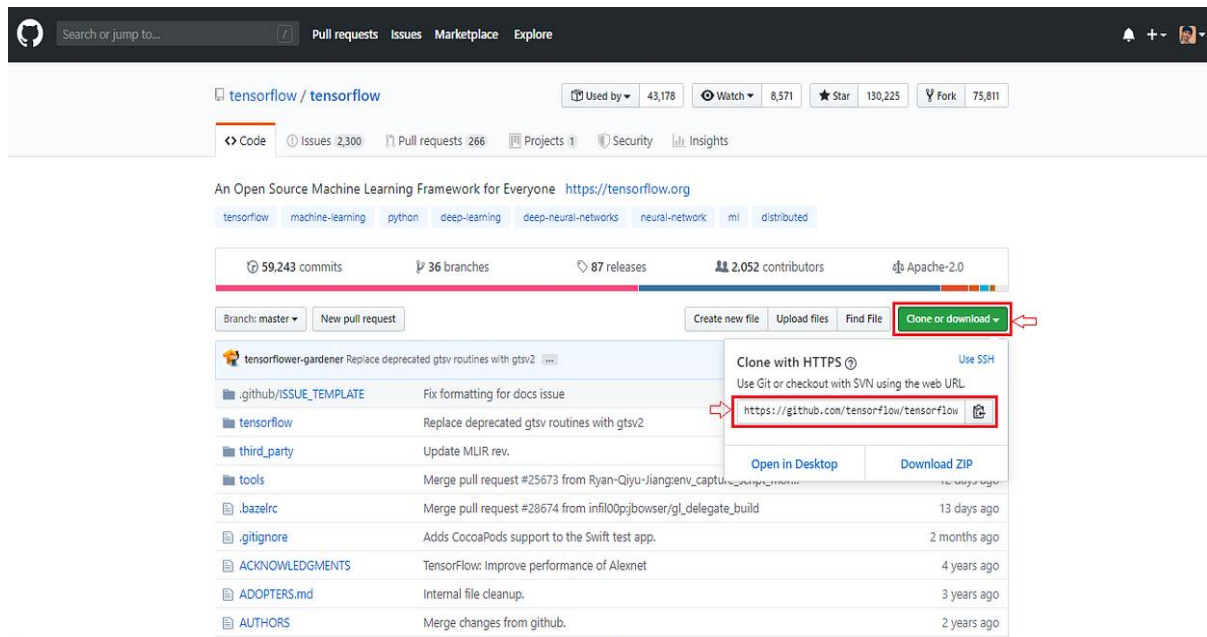 Search or jump to... / Pull requests Issues Marketplace Explore
tensorflow / tensorflow Used by 43,178 Watch 8,571 Star 130,225 Fork 75,811
Code Issues 2,300 Pull requests 266 Projects 1 Security Insights
An Open Source Machine Learning Framework for Everyone https://tensorflow.org
tensorflow machine-learning python deep-learning deep-neural-networks neural-network ml distributed
59,243 commits 36 branches 87 releases 2,052 contributors Apache-2.0
Branch: master New pull request Create new file Upload files Find File Clone or download
tensorflower-gardener Replace deprecated gtsv routines with gtsv2 ...
Clone with HTTPS ? Use SSH
Use Git or checkout with SVN using the web URL.
https://github.com/tensorflow/tensorflow
Open in Desktop Download ZIP
.github/ISSUE_TEMPLATE Fix formatting for docs issue
tensorflow Replace deprecated gtsv routines with gtsv2
third_party Update MLIR rev.
tools Merge pull request #25673 from Ryan-Qiyu-Jiang:env_capture_script_mon... 12 days ago
.bazelrc Merge pull request #28674 from infil00p:jbowser/gl_delegate_build 13 days ago
.gitignore Adds CocoaPods support to the Swift test app. 2 months ago
ACKNOWLEDGMENTS TensorFlow: Improve performance of Alexnet 4 years ago
ADOPTERS.md Internal file cleanup. 3 years ago
AUTHORS Merge changes from github. 2 years ago